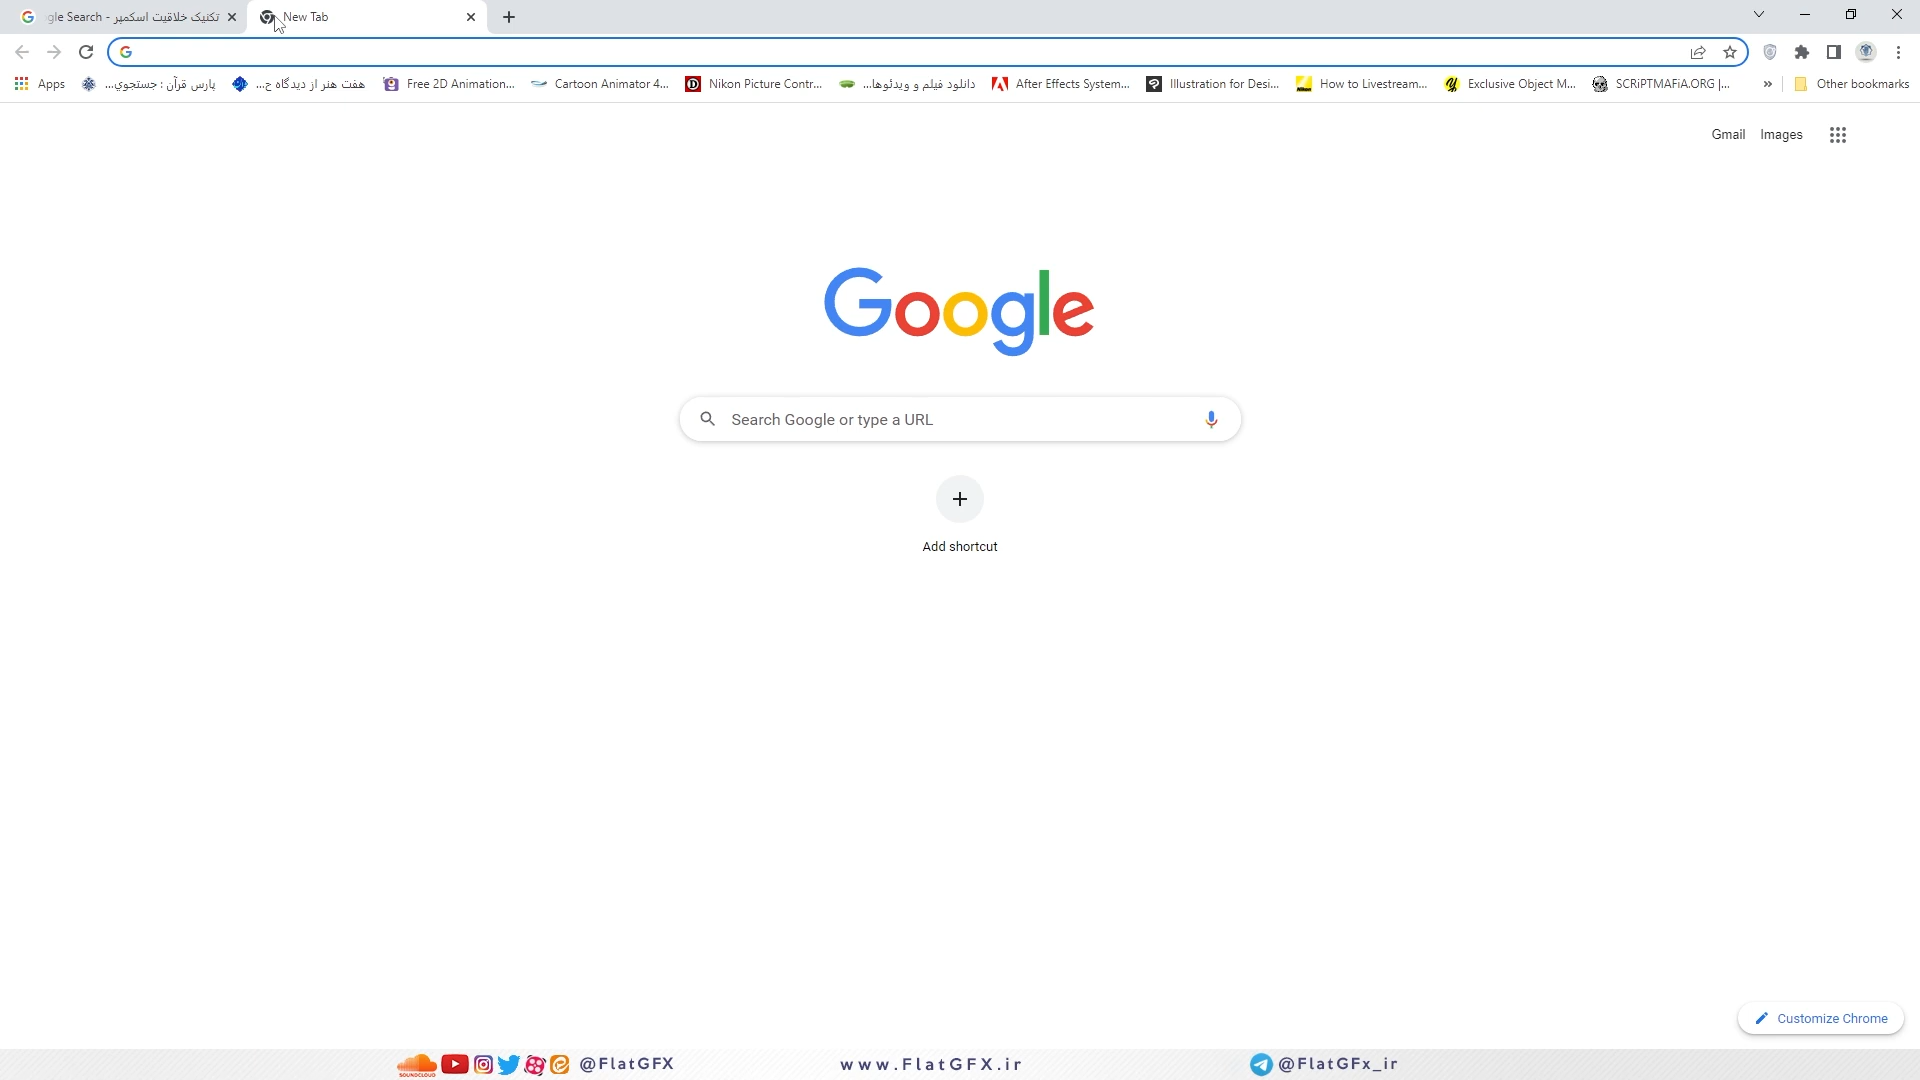 gle Search - تکنیک خلاقیت اسکمپر
New Tab
Apps
پارس قرآن : جستجوي...
هفت هنر از دیدگاه ح...
Free 2D Animation...
Cartoon Animator 4...
Nikon Picture Contr...
دانلود فیلم و ویدئوها...
After Effects System...
Illustration for Desi...
How to Livestream...
Exclusive Object M...
SCRiPTMAFiA.ORG |...
Other bookmarks
Gmail
Images
Google
Search Google or type a URL
Add shortcut
Customize Chrome
SOUNDCLOUD
@FlatGFX
www.FlatGFX.ir
@FlatGFx_ir